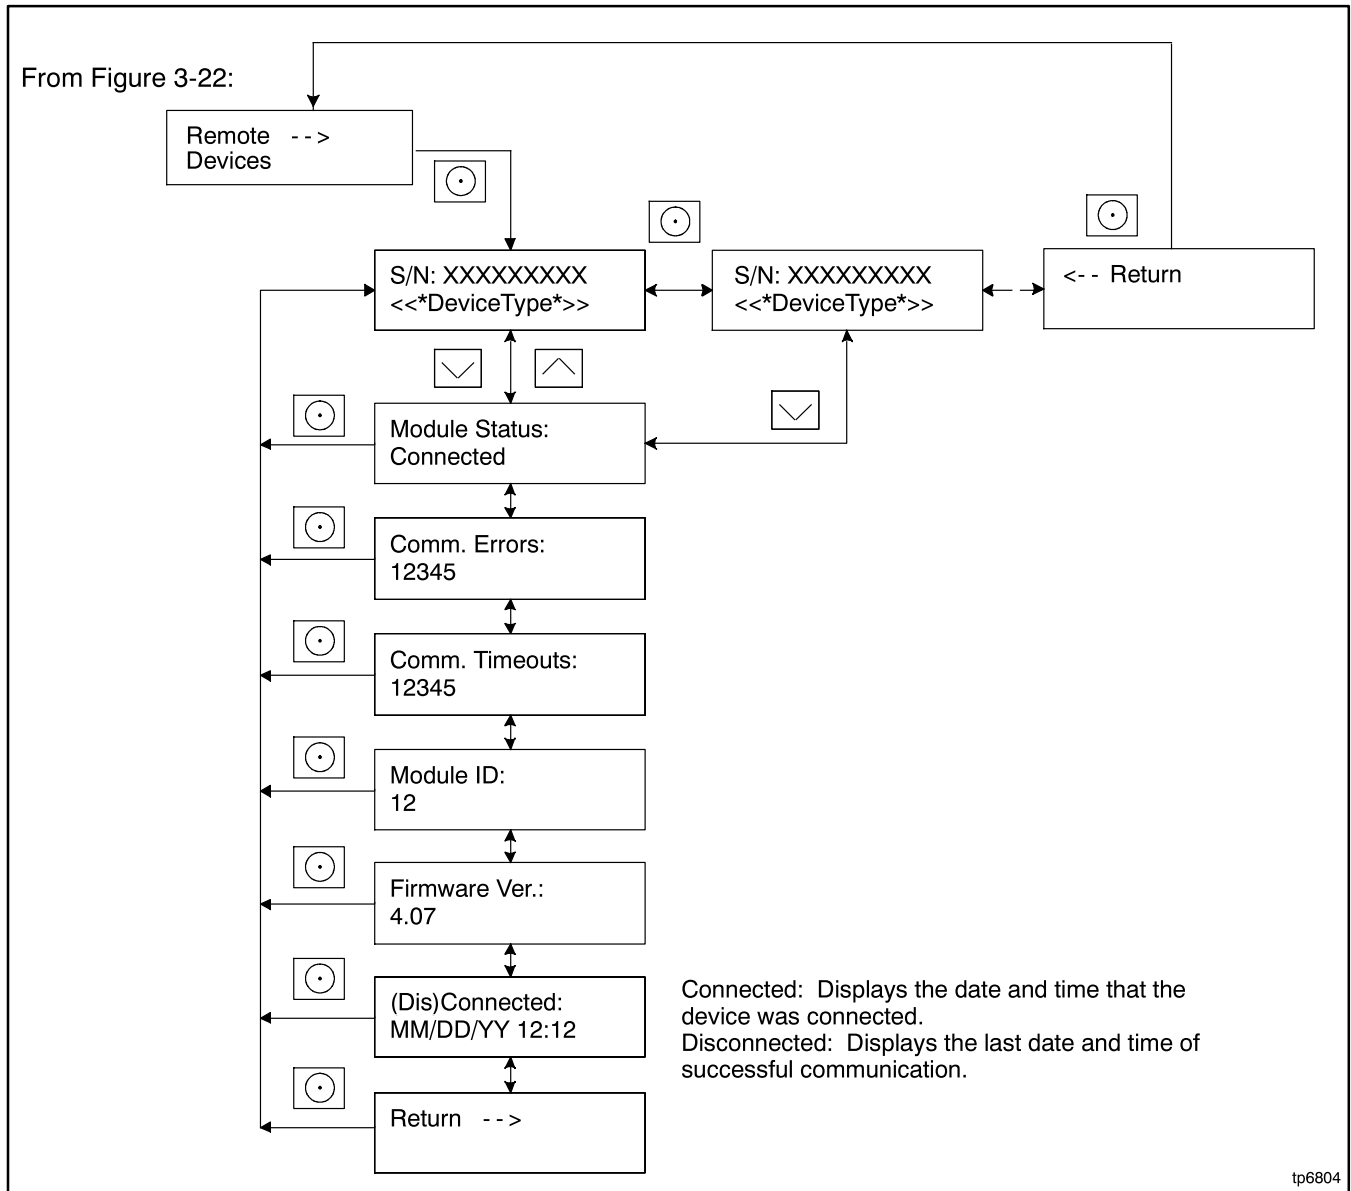 From Figure 3-22:
Remote -->
Devices
S/N: XXXXXXXXX
<<*DeviceType*>>
S/N: XXXXXXXXX
<<*DeviceType*>>
<-- Return
Module Status:
Connected
Comm. Errors:
12345
Comm. Timeouts:
12345
Module ID:
12
Firmware Ver.:
4.07
(Dis)Connected:
MM/DD/YY 12:12
Connected: Displays the date and time that the
device was connected.
Disconnected: Displays the last date and time of
successful communication.
Return -->
tp6804